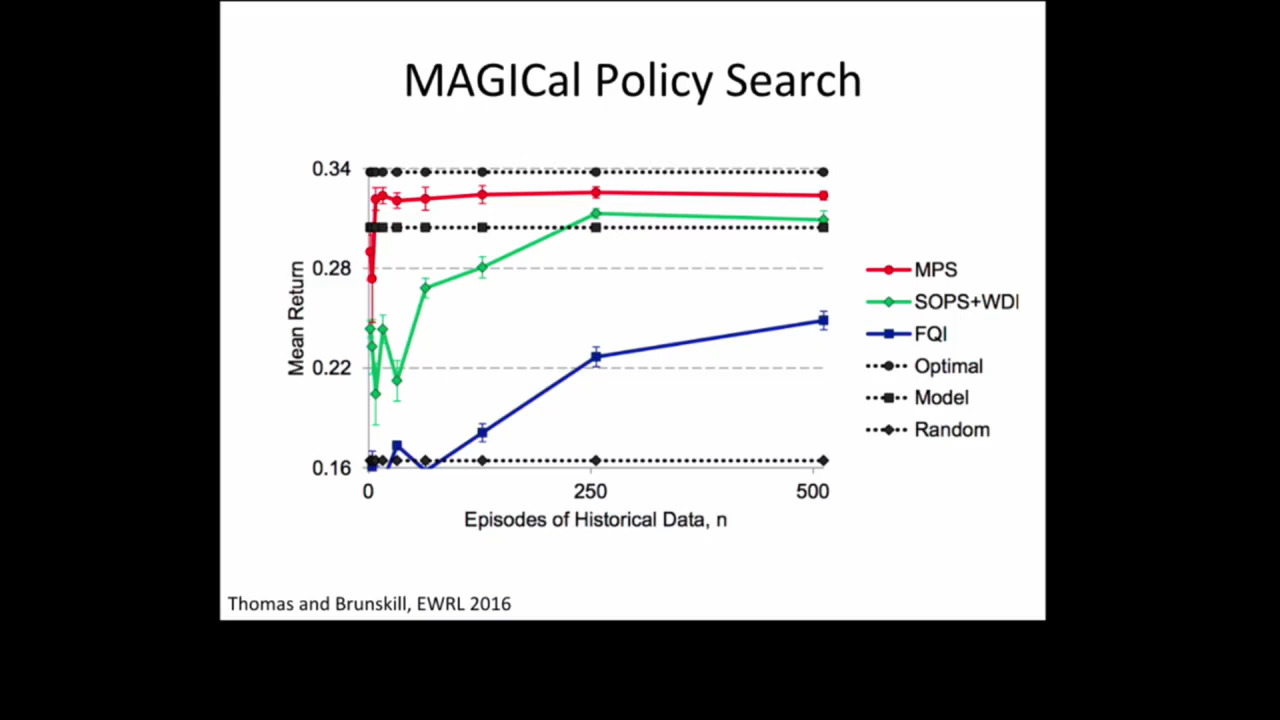 MAGICal Policy Search
0.34
0.28
0.22
0.16
Mean Return
0
250
500
Episodes of Historical Data, n
MPS
SOPS+WDI
FQI
Optimal
Model
Random
Thomas and Brunskill, EWRL 2016